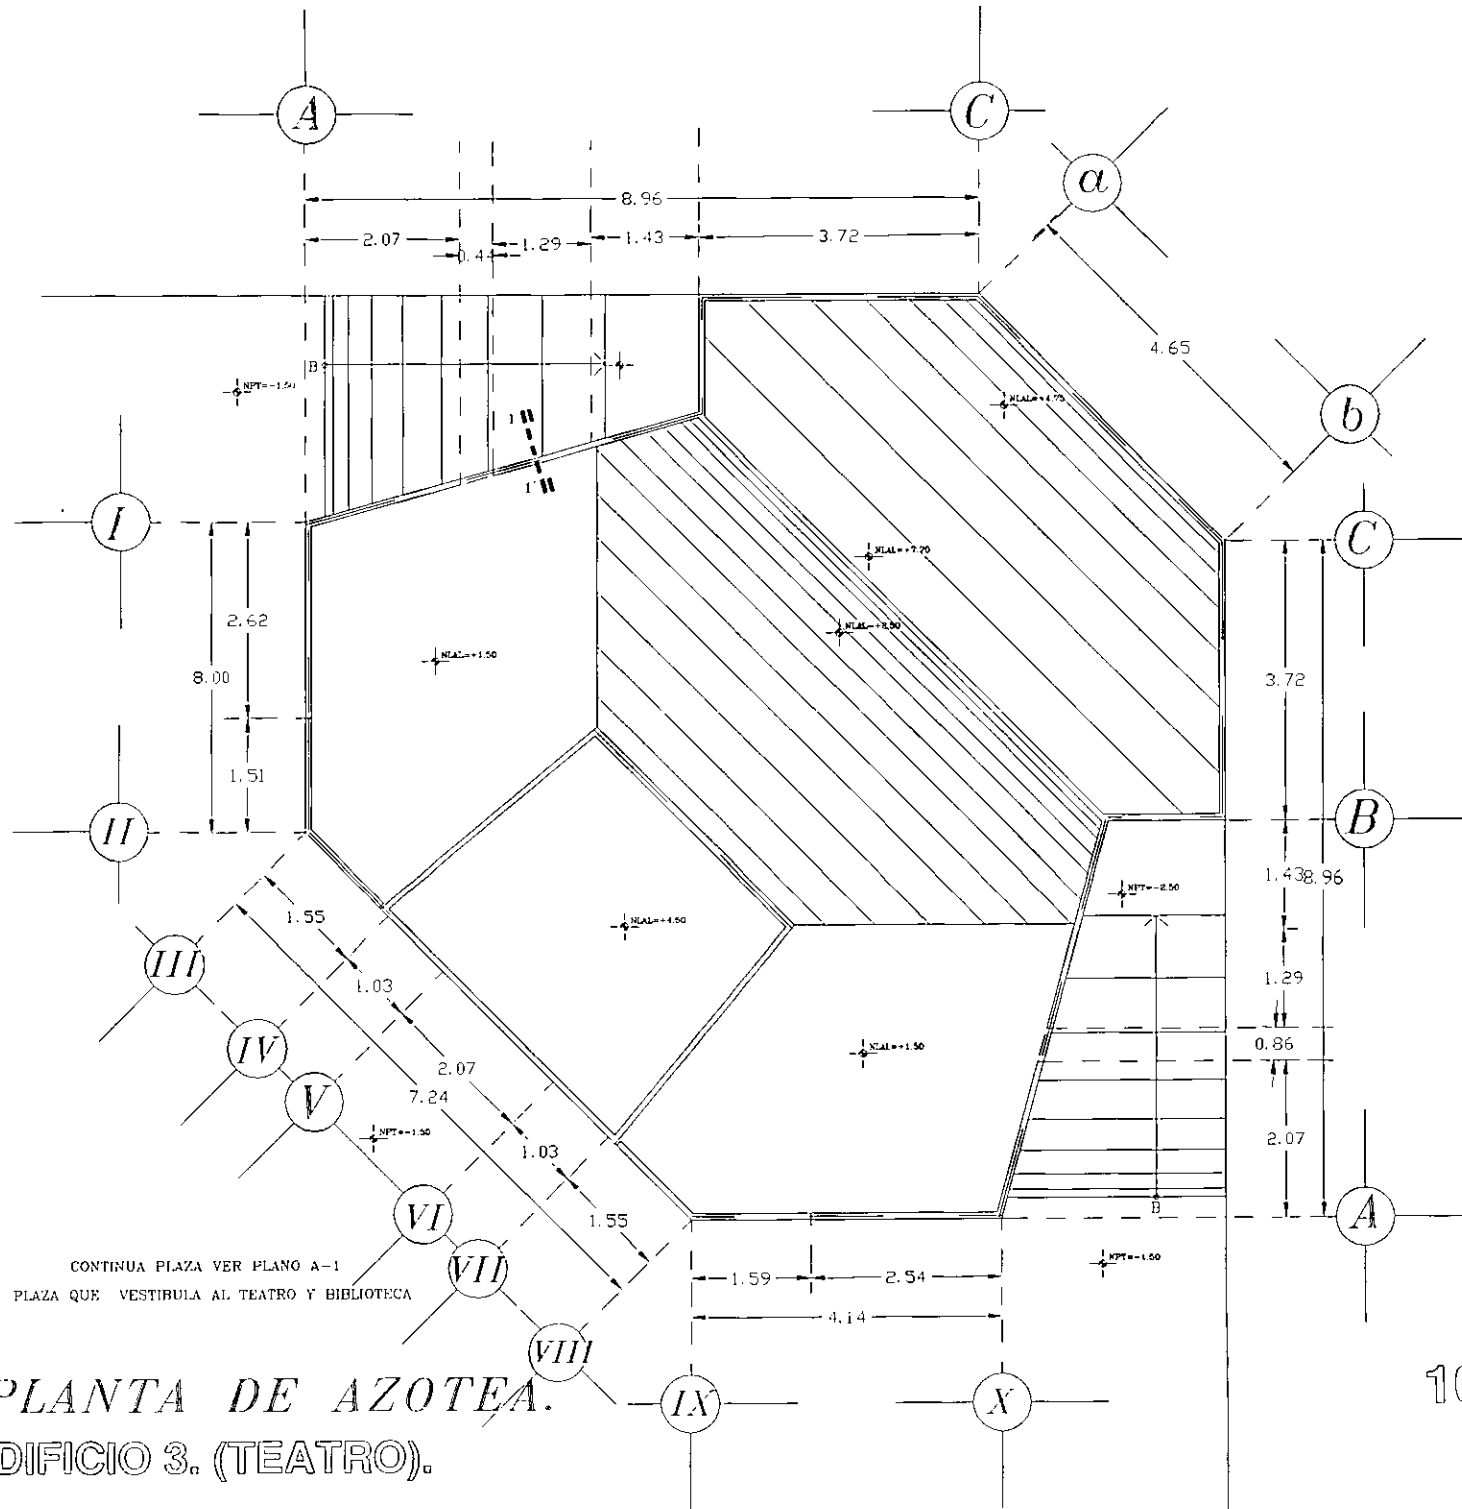 A
C
a
8.96
2.07
0.44
1.29
1.43
3.72
4.65
b
B
NPT=-1.50
NLAL=+4.75
1
1'
I
C
NLAL=+7.20
2.62
NLAL=+8.50
8.00
NLAL=+1.50
3.72
1.51
II
B
1.43
8.96
NPT=-2.50
1.55
NLAL=+4.50
III
1.03
1.29
IV
NLAL=+1.50
0.86
2.07
7.24
V
NPT=-1.50
2.07
1.03
VI
1.55
B
A
NPT=-1.50
CONTINUA PLAZA VER PLANO A-1
VII
1.59
2.54
PLAZA QUE VESTIBULA AL TEATRO Y BIBLIOTECA
4.14
VIII
PLANTA DE AZOTEA.
IX
X
10
DIFICIO 3. (TEATRO).